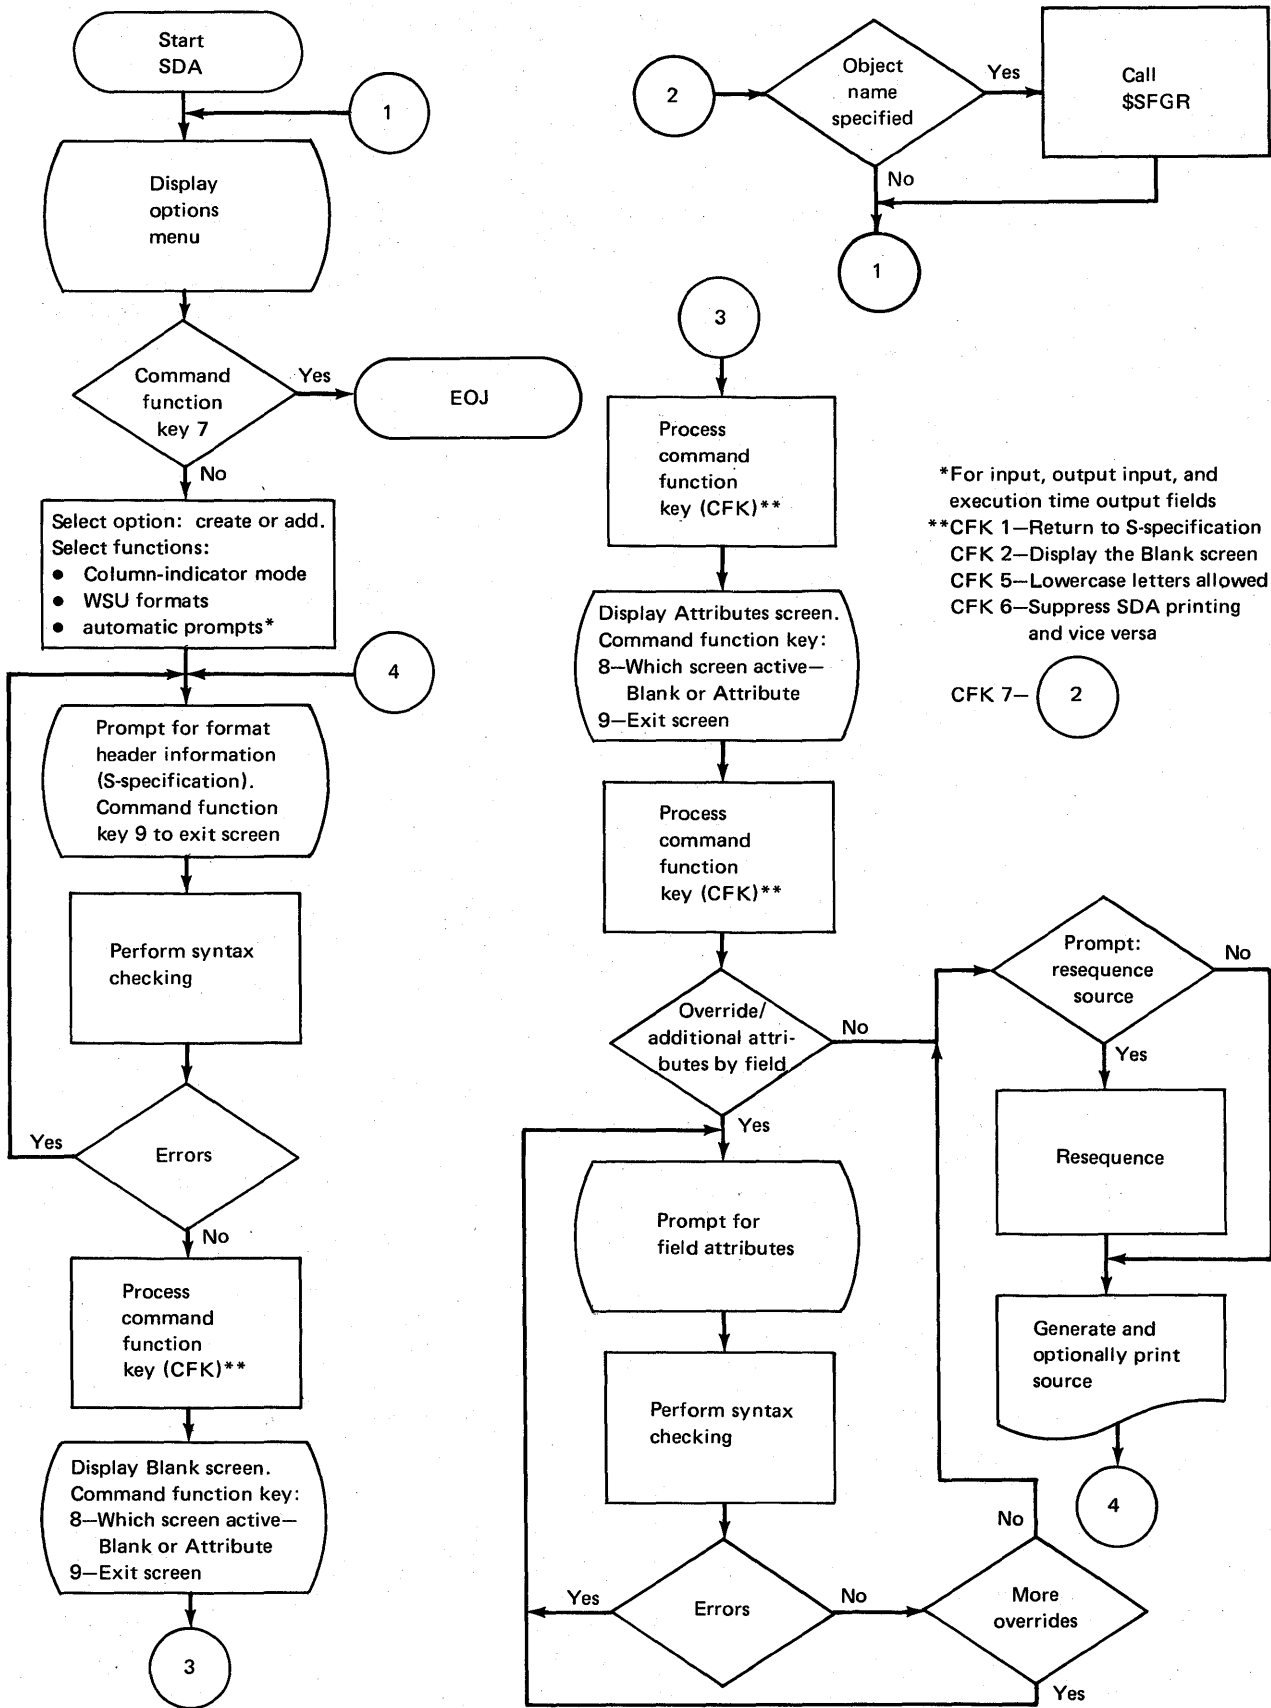 Start
SDA
1
Display
options
menu
Command
function
key 7
Yes
EOJ
No
Select option: create or add.
Select functions:
● Column-indicator mode
● WSU formats
● automatic prompts*
4
Prompt for format
header information
(S-specification).
Command function
key 9 to exit screen
Perform syntax
checking
Yes
Errors
No
Process
command
function
key (CFK)**
Display Blank screen.
Command function key:
8—Which screen active—
Blank or Attribute
9—Exit screen
3
2
Object
name
specified
Yes
Call
$SFGR
No
1
3
Process
command
function
key (CFK)**
Display Attributes screen.
Command function key:
8—Which screen active—
Blank or Attribute
9—Exit screen
Process
command
function
key (CFK)**
Override/
additional attri-
butes by field
No
Yes
Prompt for
field attributes
Perform syntax
checking
Yes
Errors
No
More
overrides
No
Yes
*For input, output input, and
execution time output fields
**CFK 1—Return to S-specification
CFK 2—Display the Blank screen
CFK 5—Lowercase letters allowed
CFK 6—Suppress SDA printing
and vice versa
CFK 7— 2
Prompt:
resequence
source
No
Yes
Resequence
Generate and
optionally print
source
4